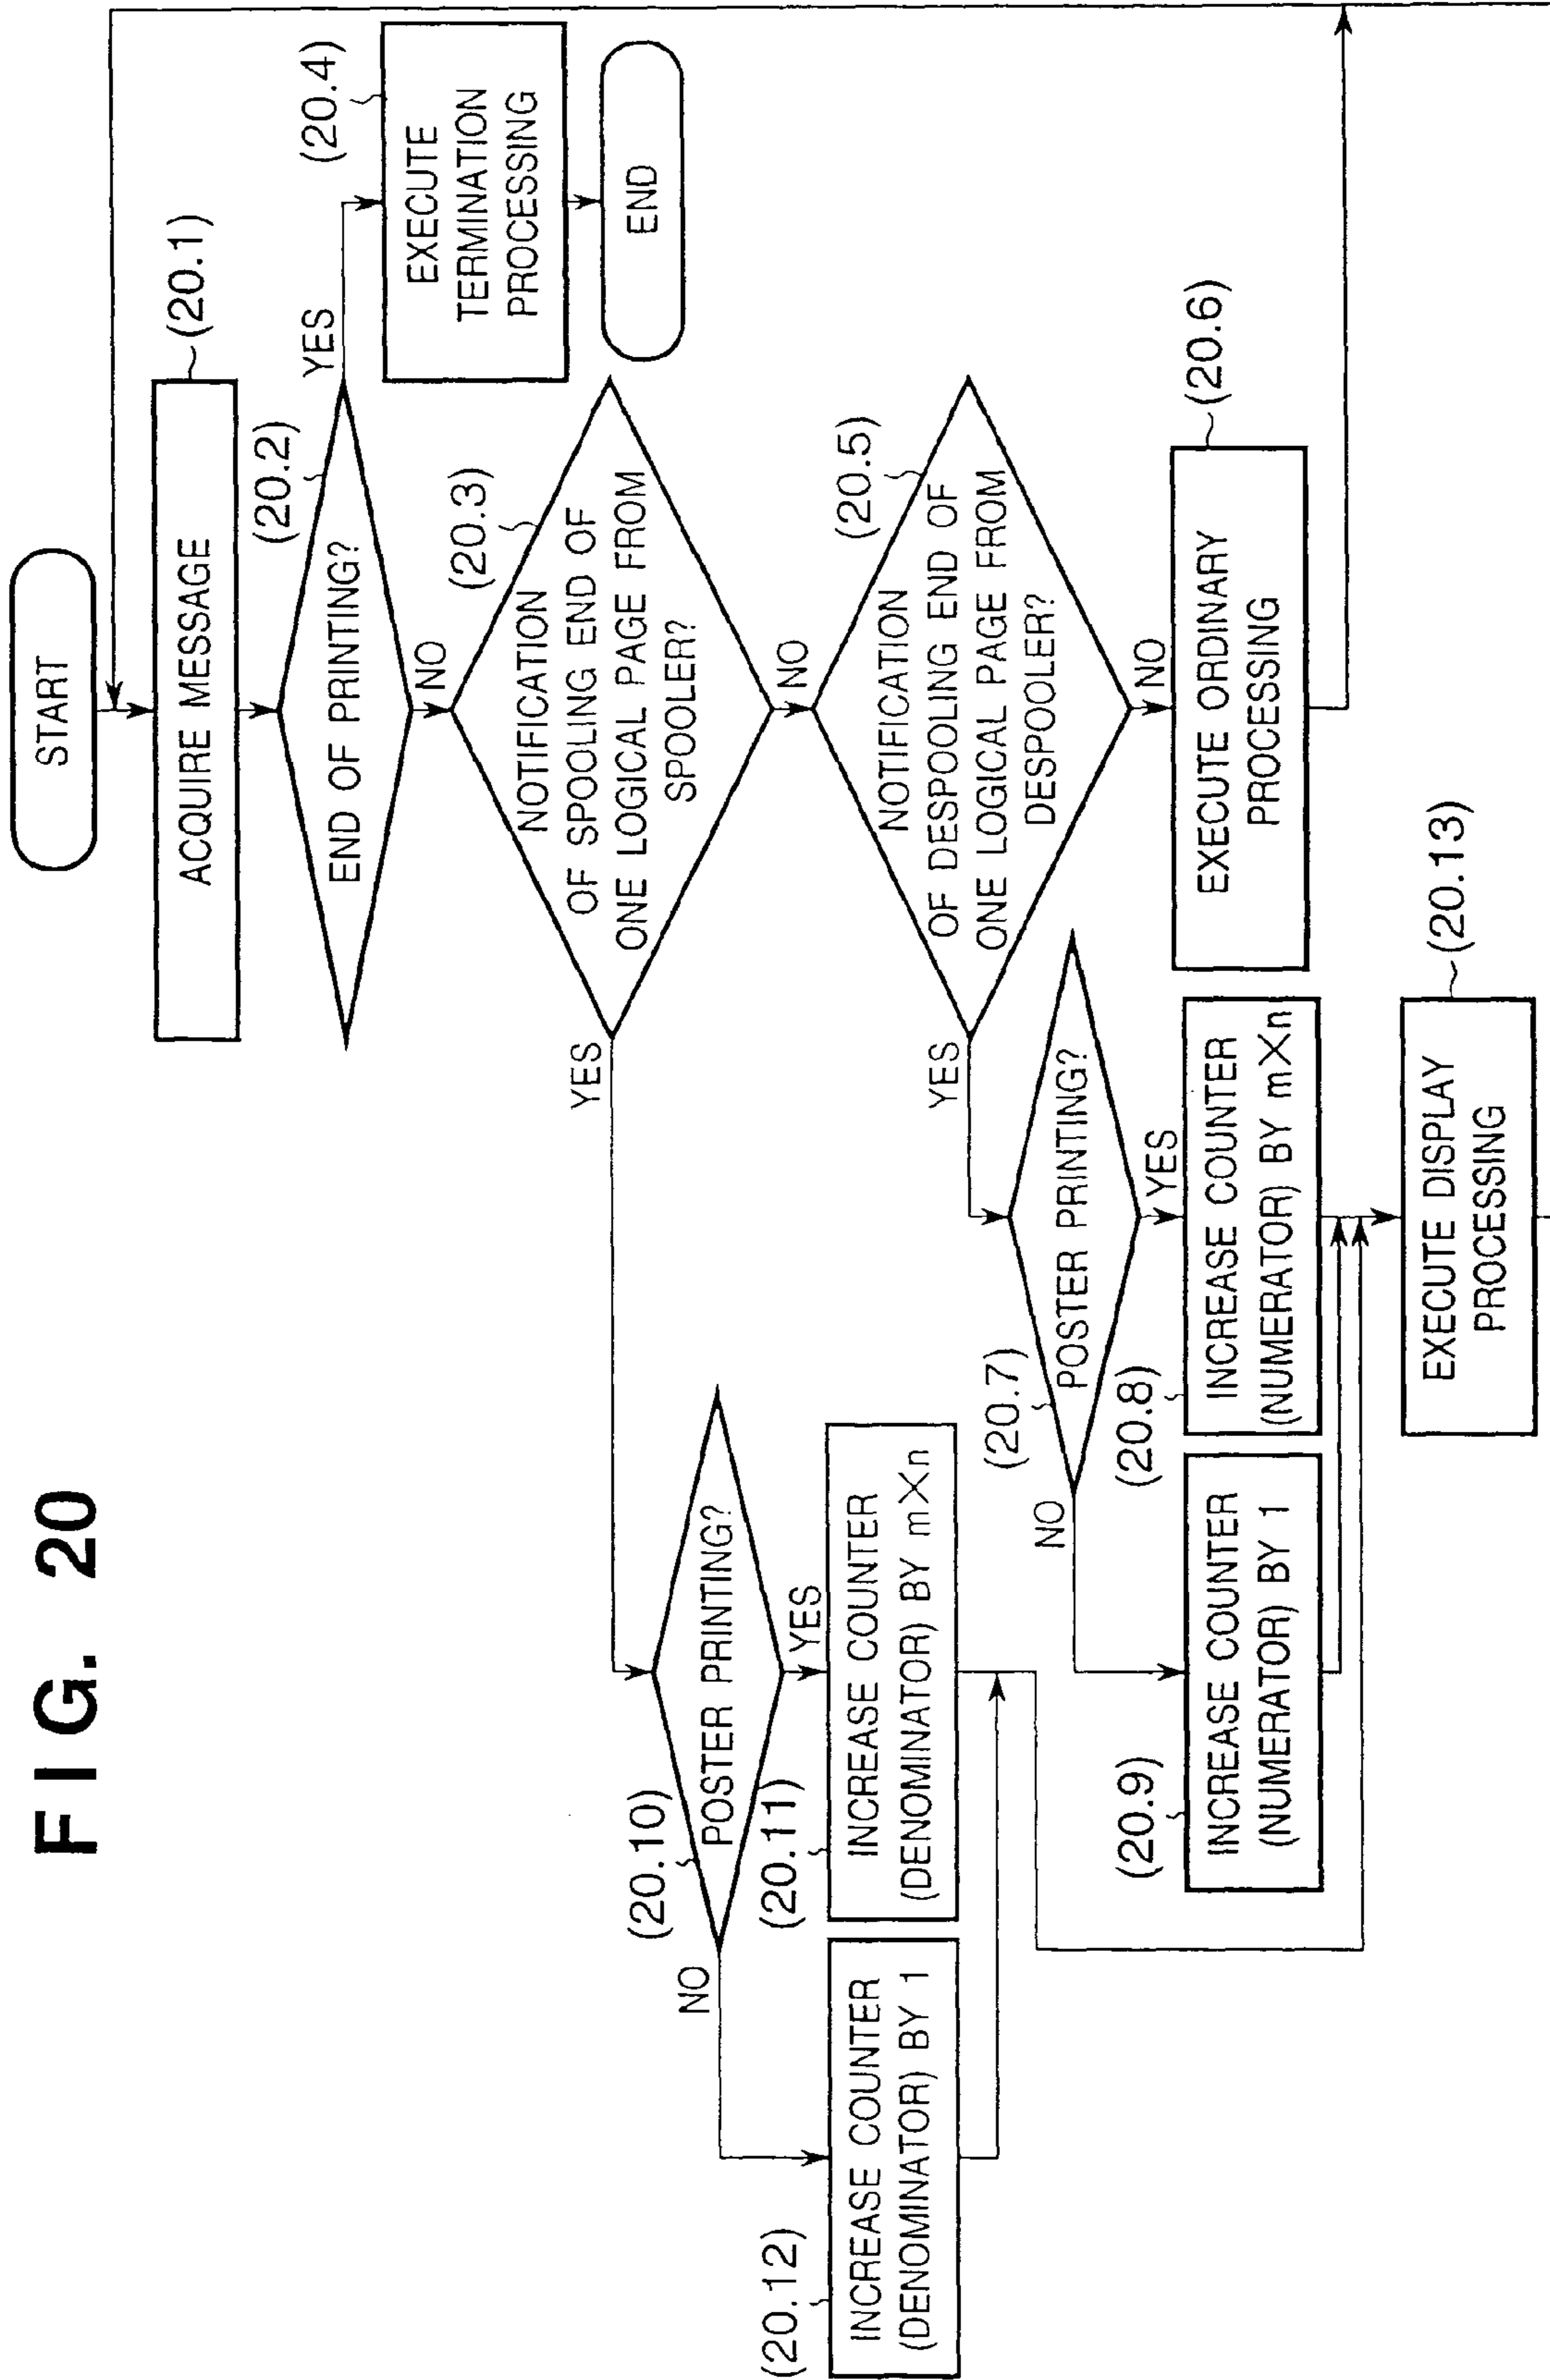 FIG. 20
START
ACQUIRE MESSAGE
(20.1)
END OF PRINTING?
(20.2)
YES
NO
(20.4)
EXECUTE
TERMINATION
PROCESSING
END
(20.3)
NOTIFICATION
OF SPOOLING END OF
ONE LOGICAL PAGE FROM
SPOOLER?
YES
NO
(20.5)
NOTIFICATION
OF DESPOOLING END OF
ONE LOGICAL PAGE FROM
DESPOOLER?
YES
NO
EXECUTE ORDINARY
PROCESSING
(20.6)
(20.10)
POSTER PRINTING?
NO
YES
(20.11)
INCREASE COUNTER
(DENOMINATOR) BY m×n
(20.12)
INCREASE COUNTER
(DENOMINATOR) BY 1
(20.7)
POSTER PRINTING?
NO
YES
(20.8)
INCREASE COUNTER
(NUMERATOR) BY m×n
(20.9)
INCREASE COUNTER
(NUMERATOR) BY 1
EXECUTE DISPLAY
PROCESSING
(20.13)